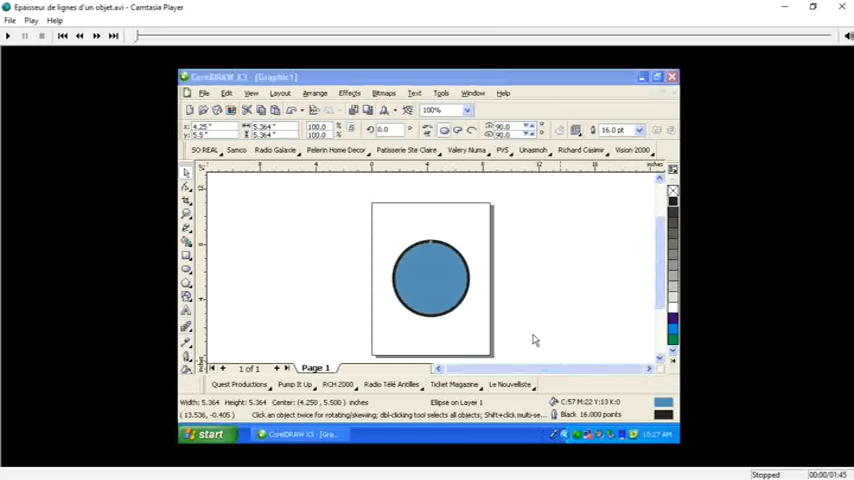 Epaisseur de lignes d'un objet.avi - Camtasia Player
File Play Help
CorelDRAW X3 - [Graphic1]
File Edit View Layout Arrange Effects Bitmaps Text Tools Window Help
100%
x: 4.25 " 5.364 " 100.0 % 0.0 ° 90.0 16.0 pt
y: 5.5 " 5.364 " 100.0 % 90.0
SO REAL Samco Radio Galaxie Pelerin Home Decor Patisserie Ste Claire Valery Numa PVS Unasmoh Richard Casimir Vision 2000
8 4 0 4 8 12 16 inches
1 of 1 Page 1
Quest Productions Pump It Up RCH 2000 Radio Télé Antilles Ticket Magazine Le Nouvelliste
Width: 5.364 Height: 5.364 Center: (4.250 , 5.500 ) inches Ellipse on Layer 1 C:57 M:22 Y:13 K:0
( 13.536, -0.405) Click an object twice for rotating/skewing; dbl-clicking tool selects all objects; Shift+click multi-se... Black 16.000 points
start CorelDRAW X3 - [Gra... 10:27 AM
Stopped 00:00/01:45